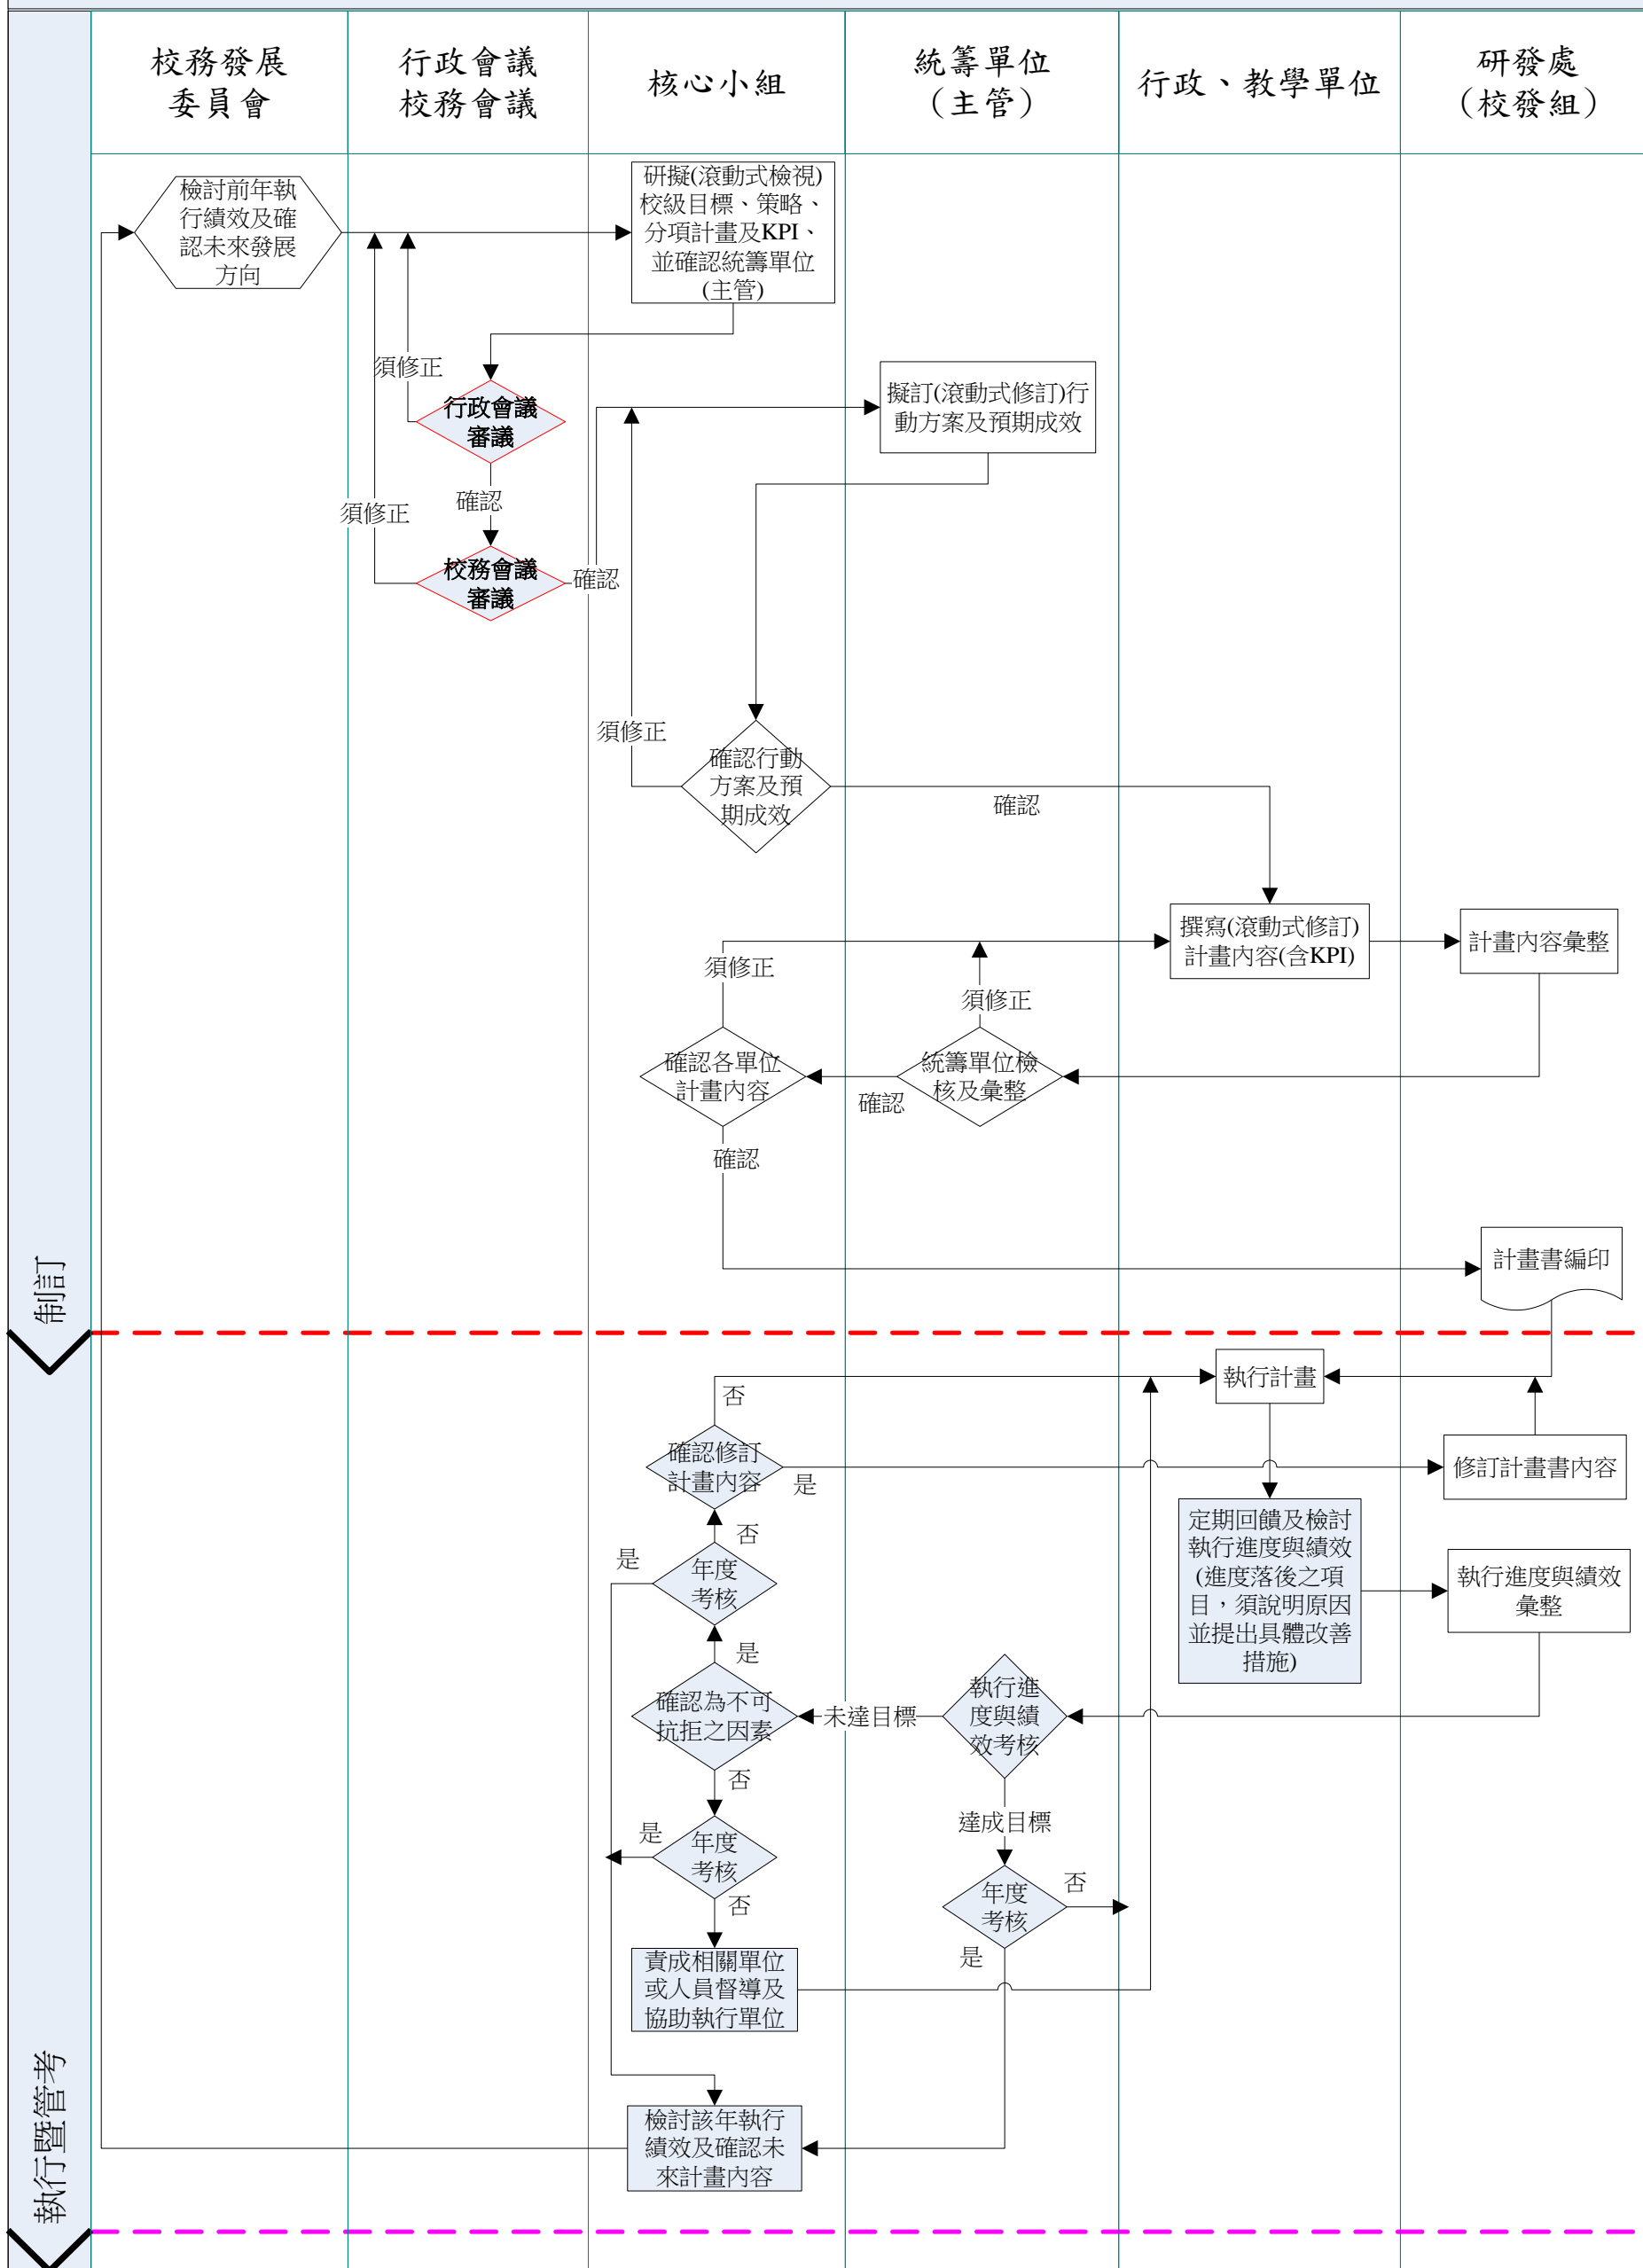 校務發展
委員會
行政會議
校務會議
核心小組
統籌單位
(主管)
行政、教學單位
研發處
(校發組)
檢討前年執
行績效及確
認未來發展
方向
研擬(滾動式檢視)
校級目標、策略、
分項計畫及KPI、
並確認統籌單位
(主管)
須修正
行政會議
審議
擬訂(滾動式修訂)行
動方案及預期成效
確認
須修正
校務會議
審議
確認
須修正
確認行動
方案及預
期成效
確認
撰寫(滾動式修訂)
計畫內容(含KPI)
計畫內容彙整
須修正
須修正
確認各單位
計畫內容
統籌單位檢
核及彙整
確認
確認
計畫書編印
制訂
執行計畫
否
確認修訂
計畫內容
是
修訂計畫書內容
定期回饋及檢討
執行進度與績效
(進度落後之項
目，須說明原因
並提出具體改善
措施)
否
是
年度
考核
執行進度與績效
彙整
是
確認為不可
抗拒之因素
未達目標
執行進
度與績
效考核
否
達成目標
是
年度
考核
否
年度
考核
否
是
責成相關單位
或人員督導及
協助執行單位
檢討該年執行
績效及確認未
來計畫內容
執行暨管考